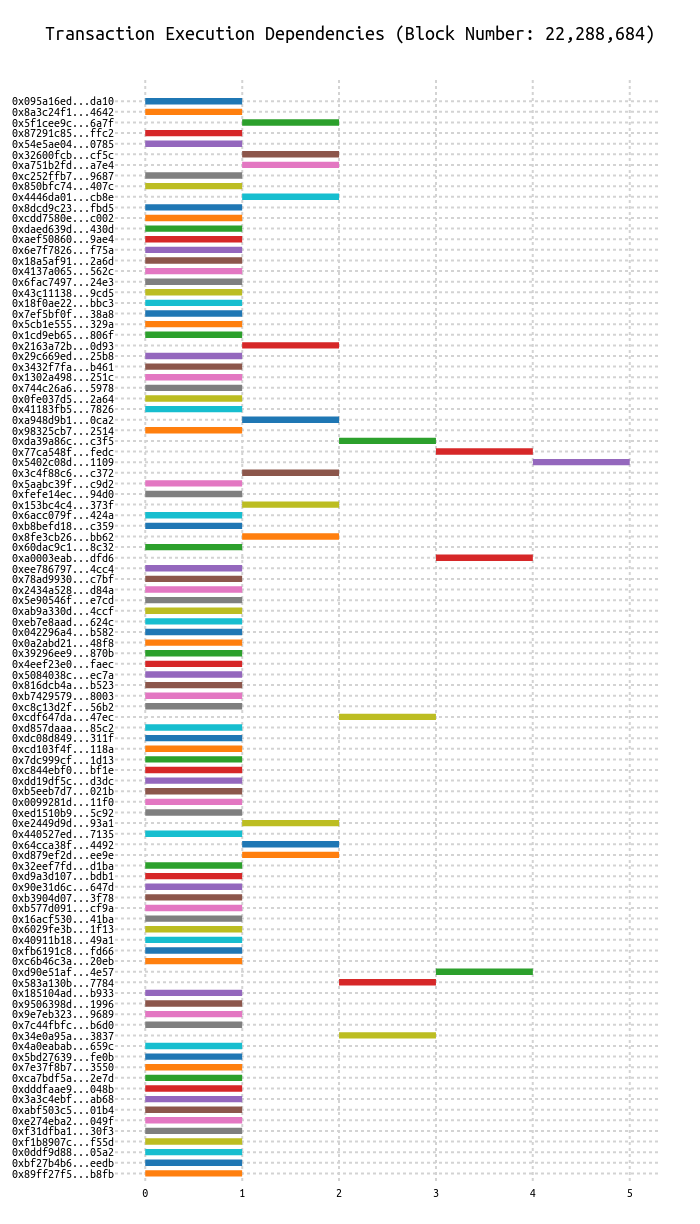 Transaction Execution Dependencies (Block Number: 22,288,684)
0x095a16ed...da10
0x8a3c24f1...4642
0x5f1cee9c...6a7f
0x87291c85...ffc2
0x54e5ae04...0785
0x32600fcb...cf5c
0xa751b2fd...a7e4
0xc252ffb7...9687
0x850bfc74...407c
0x4446da01...cb8e
0x8dcd9c23...fbd5
0xcdd7580e...c002
0xdaed639d...430d
0xaef50860...9ae4
0x6e7f7826...f75a
0x18a5af91...2a6d
0x4137a065...562c
0x6fac7497...24e3
0x43c11138...9cd5
0x18f0ae22...bbc3
0x7ef5bf0f...38a8
0x5cb1e555...329a
0x1cd9eb65...806f
0x2163a72b...0d93
0x29c669ed...25b8
0x3432f7fa...b461
0x1302a498...251c
0x744c26a6...5978
0x0fe037d5...2a64
0x41183fb5...7826
0xa948d9b1...0ca2
0x98325cb7...2514
0xda39a86c...c3f5
0x77ca548f...fedc
0x5402c08d...1109
0x3c4f88c6...c372
0x5aabc39f...c9d2
0xfefe14ec...94d0
0x153bc4c4...373f
0x6acc079f...424a
0xb8befd18...c359
0x8fe3cb26...bb62
0x60dac9c1...8c32
0xa0003eab...dfd6
0xee786797...4cc4
0x78ad9930...c7bf
0x2434a528...d84a
0x5e90546f...e7cd
0xab9a330d...4ccf
0xeb7e8aad...624c
0x042296a4...b582
0x0a2abd21...48f8
0x39296ee9...870b
0x4eef23e0...faec
0x5084038c...ec7a
0x816dcb4a...b523
0xb7429579...8003
0xc8c13d2f...56b2
0xcdf647da...47ec
0xd857daaa...85c2
0xdc08d849...311f
0xcd103f4f...118a
0x7dc999cf...1d13
0xc844ebf0...bf1e
0xdd19df5c...d3dc
0xb5eeb7d7...021b
0x0099281d...11f0
0xed1510b9...5c92
0xe2449d9d...93a1
0x440527ed...7135
0x64cca38f...4492
0xd879ef2d...ee9e
0x32eef7fd...d1ba
0xd9a3d107...bdb1
0x90e31d6c...647d
0xb3904d07...3f78
0xb577d091...cf9a
0x16acf530...41ba
0x6029fe3b...1f13
0x40911b18...49a1
0xfb6191c8...fd66
0xc6b46c3a...20eb
0xd90e51af...4e57
0x583a130b...7784
0x185104ad...b933
0x9506398d...1996
0x9e7eb323...9689
0x7c44fbfc...b6d0
0x34e0a95a...3837
0x4a0eabab...659c
0x5bd27639...fe0b
0x7e37f8b7...3550
0xca7bdf5a...2e7d
0xdddfaae9...048b
0x3a3c4ebf...ab68
0xabf503c5...01b4
0xe274eba2...049f
0xf31dfba1...30f3
0xf1b8907c...f55d
0x0ddf9d88...05a2
0xbf27b4b6...eedb
0x89ff27f5...b8fb
0 1 2 3 4 5